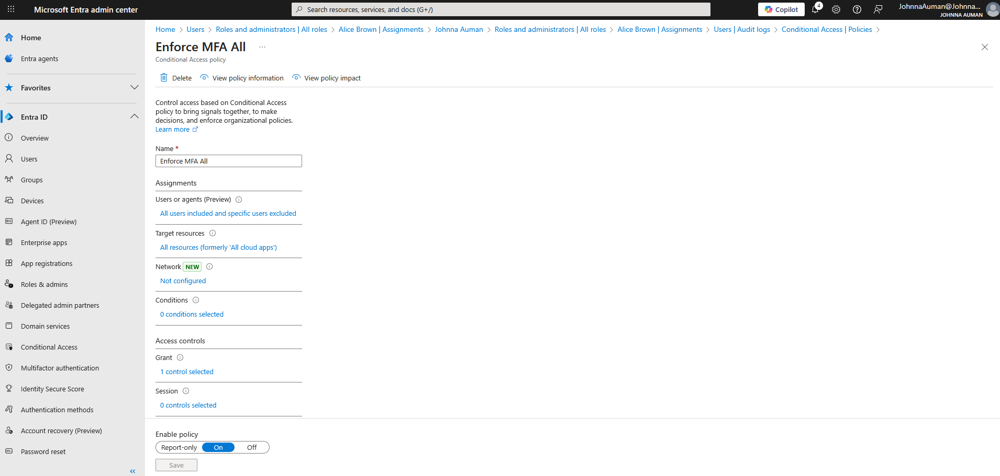 Microsoft Entra admin center
Search resources, services, and docs (G+/)
Copilot
4
JohnnaAuman@Johnna...
JOHNNA AUMAN
Home
Entra agents
Favorites
Entra ID
Overview
Users
Groups
Devices
Agent ID (Preview)
Enterprise apps
App registrations
Roles & admins
Delegated admin partners
Domain services
Conditional Access
Multifactor authentication
Identity Secure Score
Authentication methods
Account recovery (Preview)
Password reset
Home > Users > Roles and administrators | All roles > Alice Brown | Assignments > Johnna Auman > Roles and administrators | All roles > Alice Brown | Assignments > Users | Audit logs > Conditional Access | Policies >
Enforce MFA All ...
Conditional Access policy
Delete View policy information View policy impact
Control access based on Conditional Access
policy to bring signals together, to make
decisions, and enforce organizational policies.
Learn more
Name *
Enforce MFA All
Assignments
Users or agents (Preview)
All users included and specific users excluded
Target resources
All resources (formerly 'All cloud apps')
Network NEW
Not configured
Conditions
0 conditions selected
Access controls
Grant
1 control selected
Session
0 controls selected
Enable policy
Report-only On Off
Save